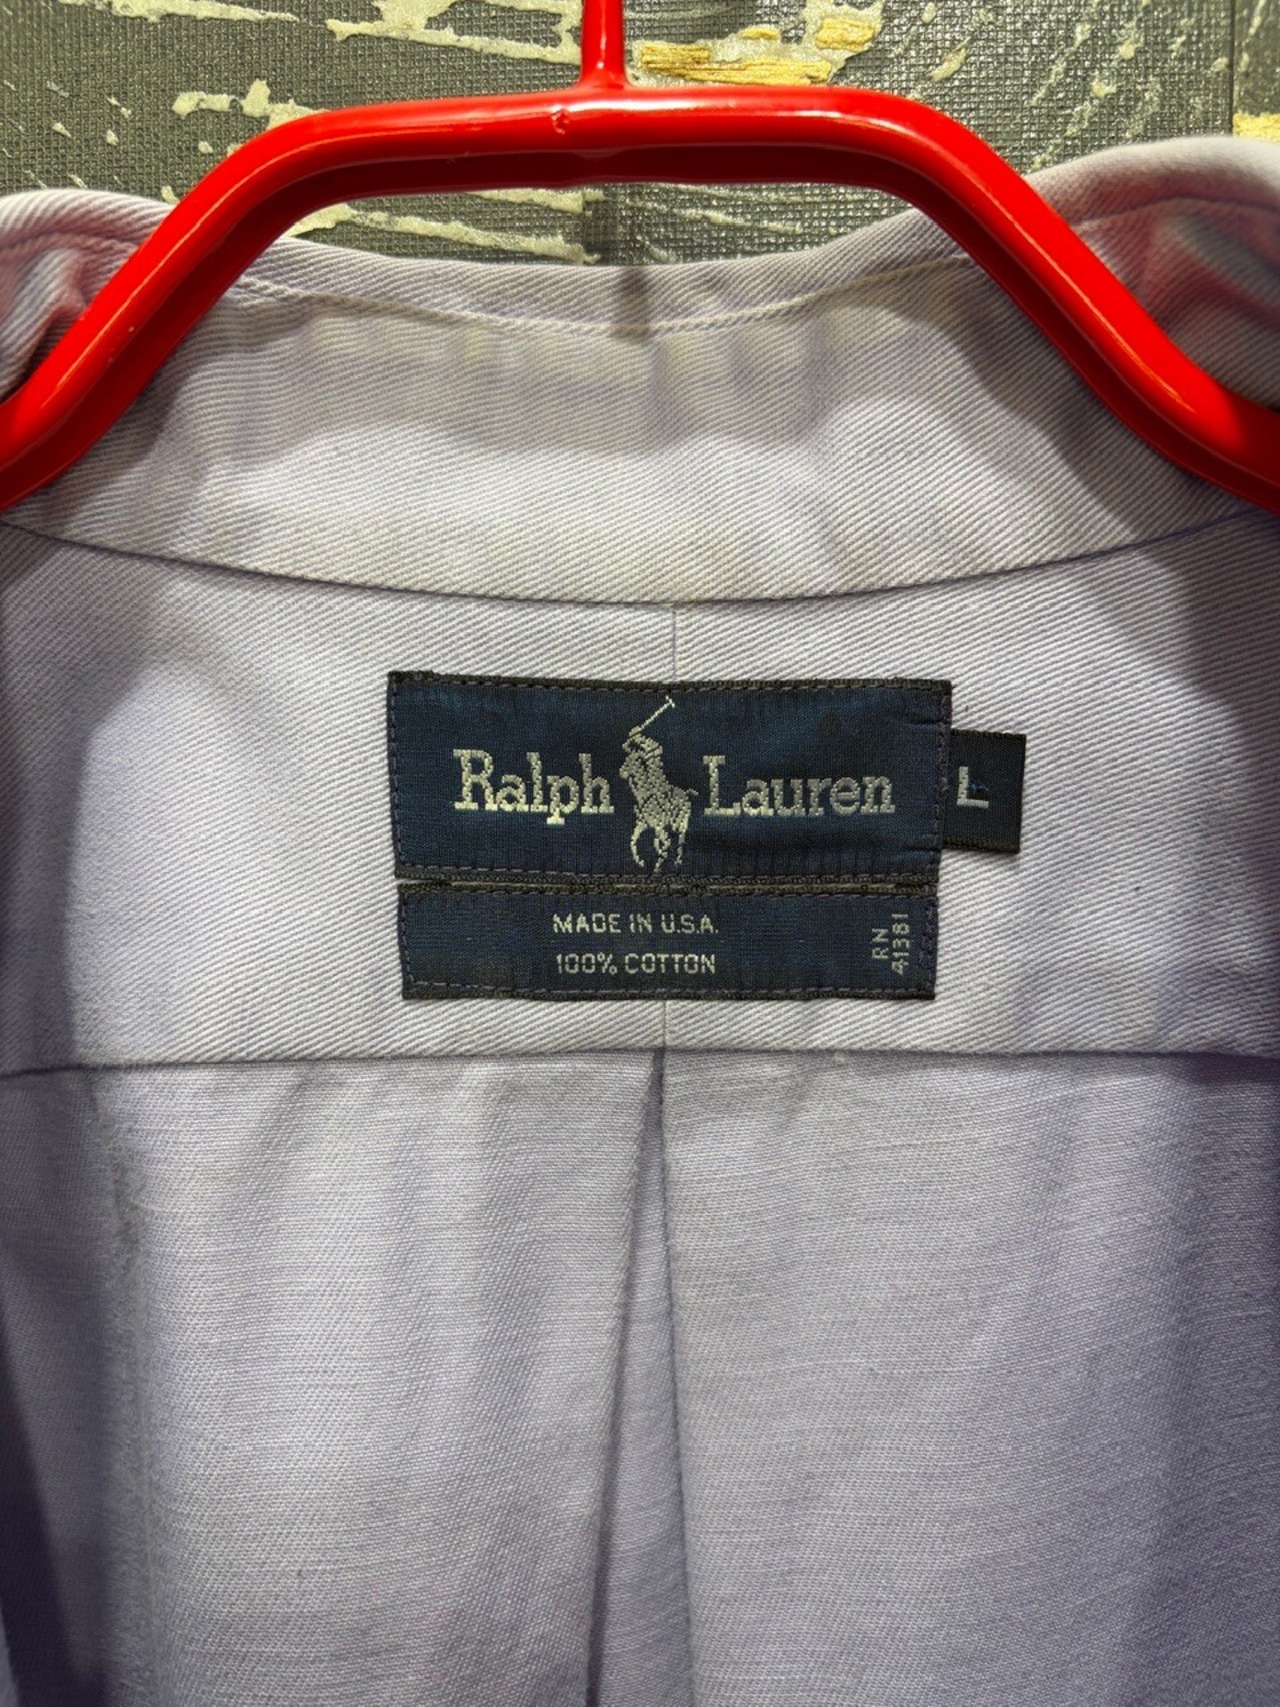 Ralph Lauren
L
MADE IN U.S.A.
100% COTTON
RN
41381